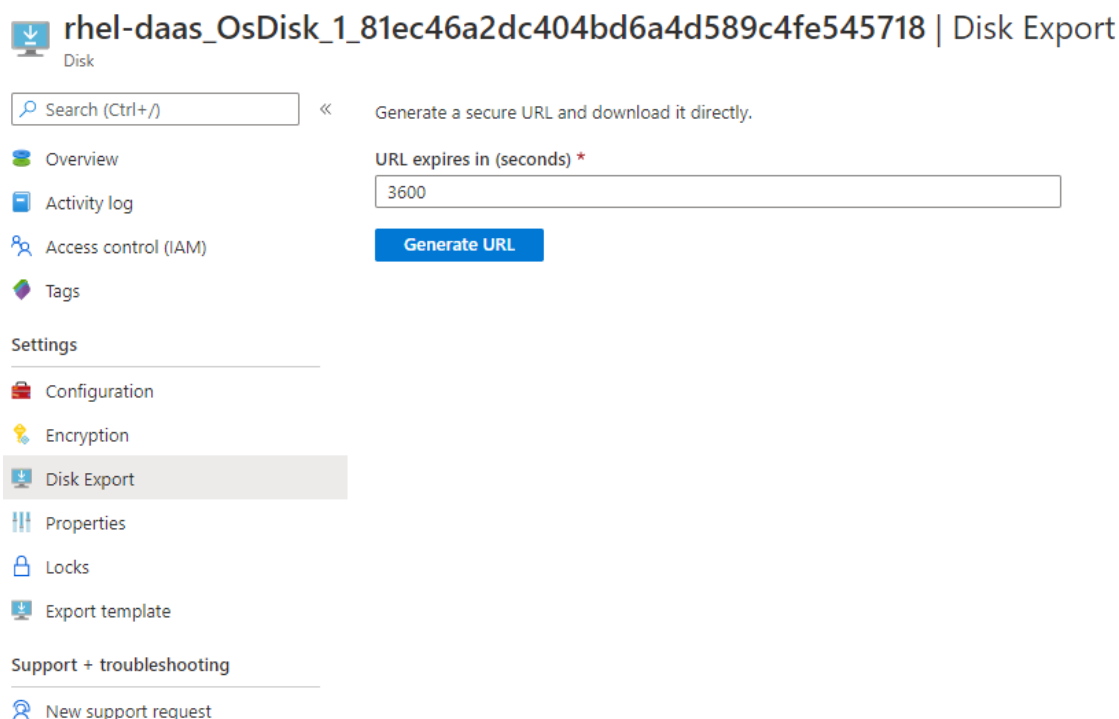 rhel-daas_OsDisk_1_81ec46a2dc404bd6a4d589c4fe545718 | Disk Export
Disk
Search (Ctrl+/)
«
Overview
Activity log
Access control (IAM)
Tags
Settings
Configuration
Encryption
Disk Export
Properties
Locks
Export template
Support + troubleshooting
New support request
Generate a secure URL and download it directly.
URL expires in (seconds) *
3600
Generate URL